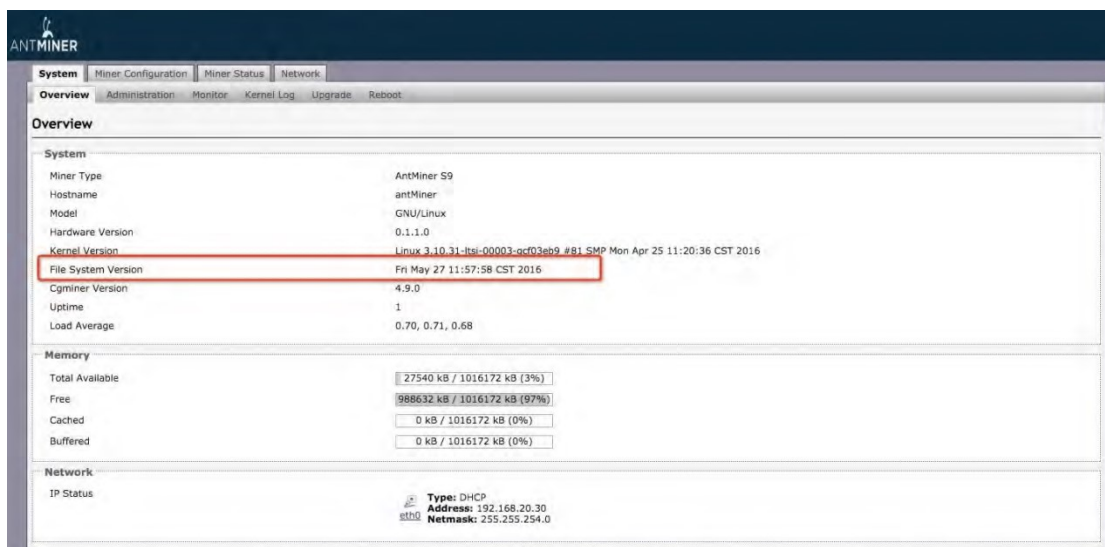 ANTMINER
System Miner Configuration Miner Status Network
Overview Administration Monitor Kernel Log Upgrade Reboot
Overview
System
Miner Type AntMiner S9
Hostname antMiner
Model GNU/Linux
Hardware Version 0.1.1.0
Kernel Version Linux 3.10.31-ltsi-00003-gcf03eb9 #81 SMP Mon Apr 25 11:20:36 CST 2016
File System Version Fri May 27 11:57:58 CST 2016
Cgminer Version 4.9.0
Uptime 1
Load Average 0.70, 0.71, 0.68
Memory
Total Available 27540 kB / 1016172 kB (3%)
Free 988632 kB / 1016172 kB (97%)
Cached 0 kB / 1016172 kB (0%)
Buffered 0 kB / 1016172 kB (0%)
Network
IP Status
Type: DHCP
Address: 192.168.20.30
eth0 Netmask: 255.255.254.0